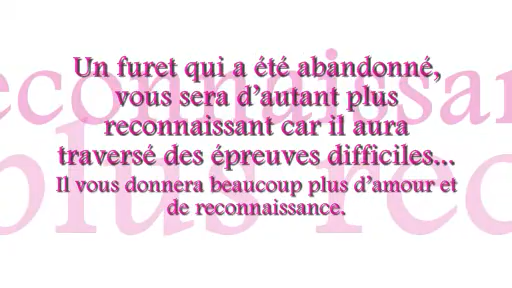 Un furet qui a été abandonné,
vous sera d'autant plus
reconnaissant car il aura
traversé des épreuves difficiles...
Il vous donnera beaucoup plus d'amour et
de reconnaissance.